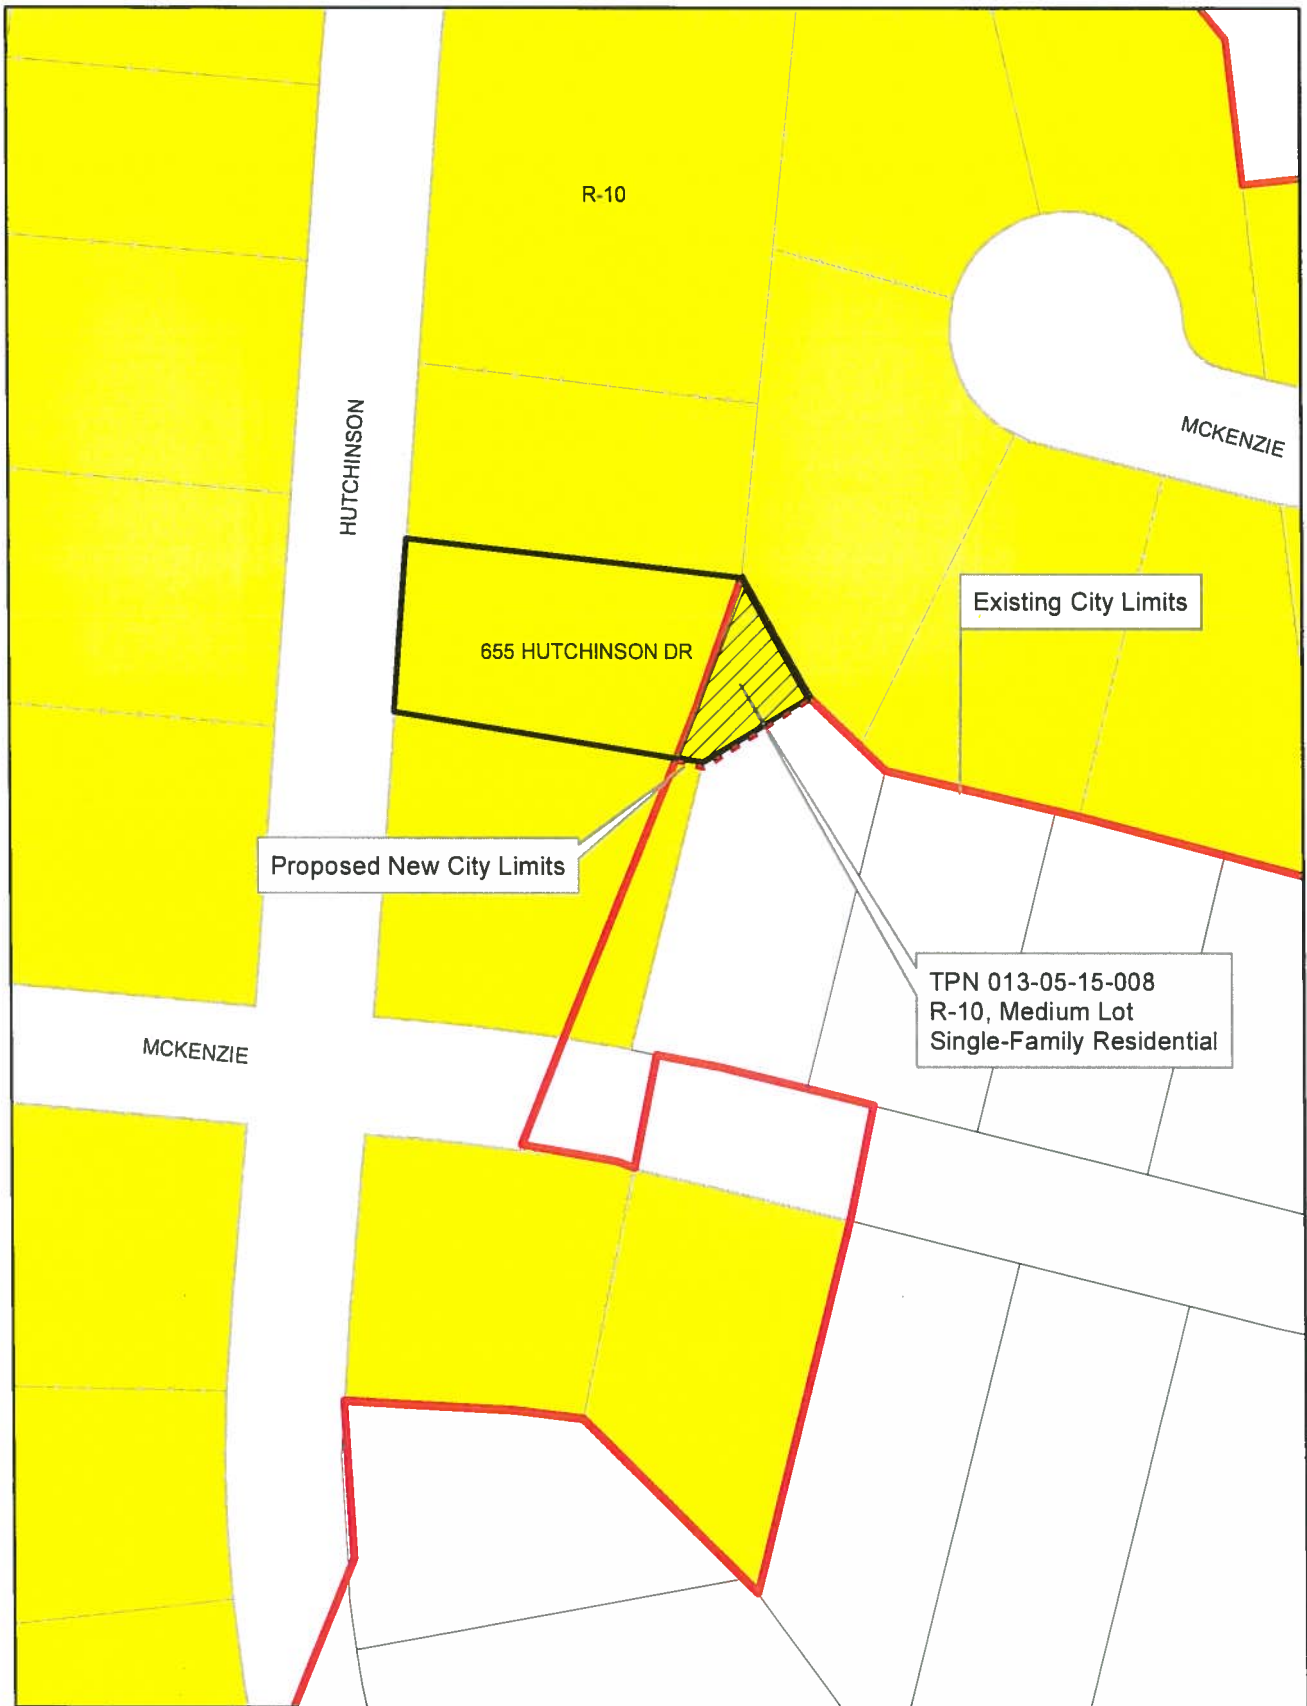 R-10
HUTCHINSON
MCKENZIE
Existing City Limits
655 HUTCHINSON DR
Proposed New City Limits
TPN 013-05-15-008
R-10, Medium Lot
Single-Family Residential
MCKENZIE